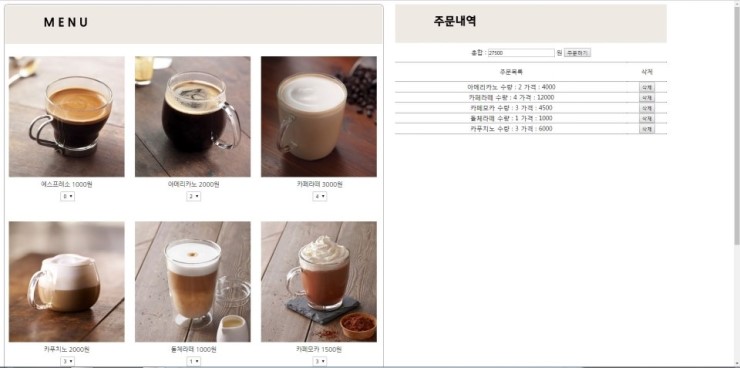 MENU
에스프레소 1000원
0
아메리카노 2000원
2
카페라떼 3000원
4
카푸치노 2000원
3
돌체라떼 1000원
1
카페모카 1500원
3
주문내역
총합 : 27500 원 주문하기
주문목록 삭제
아메리카노 수량 : 2 가격 : 4000 삭제
카페라떼 수량 : 4 가격 : 12000 삭제
카페모카 수량 : 3 가격 : 4500 삭제
돌체라떼 수량 : 1 가격 : 1000 삭제
카푸치노 수량 : 3 가격 : 6000 삭제